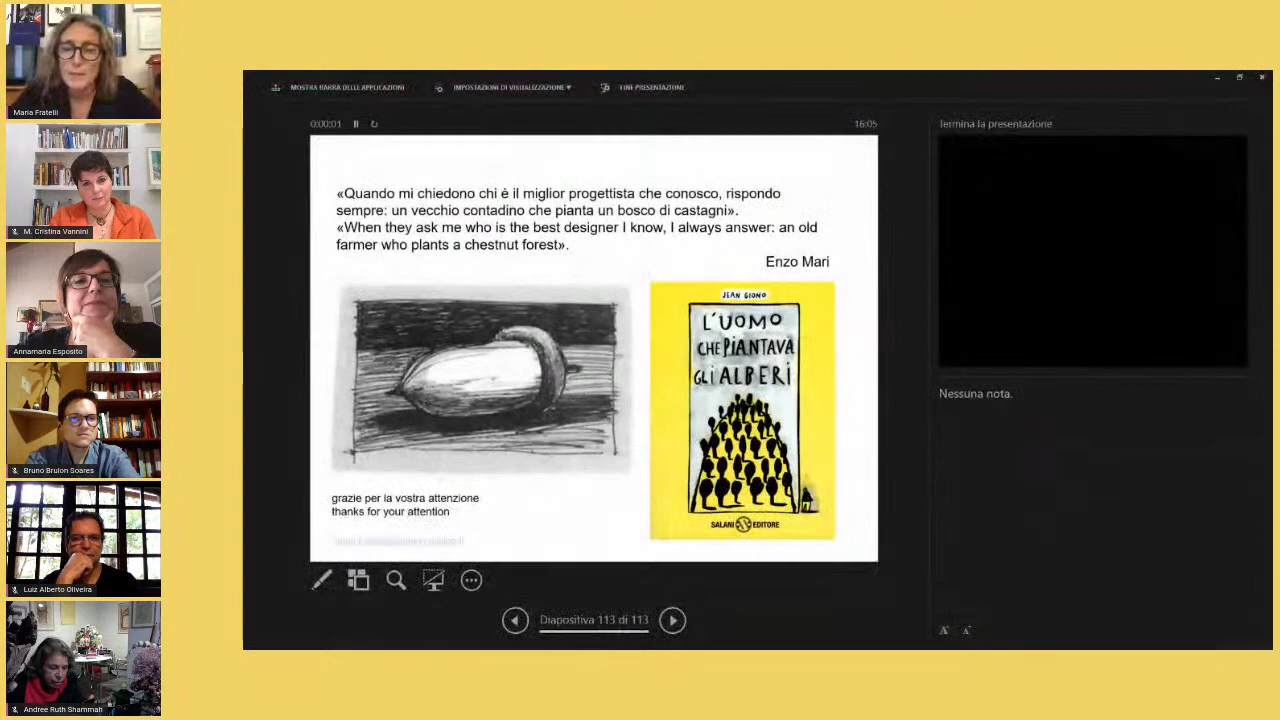 Maria Fratelli
M. Cristina Vannini
Annamaria Esposito
Bruno Brulon Soares
Luiz Alberto Oliveira
Andree Ruth Shammah
MOSTRA BARRA DELLE APPLICAZIONI
IMPOSTAZIONI DI VISUALIZZAZIONE
FINE PRESENTAZIONE
0:00:01
16:05
«Quando mi chiedono chi è il miglior progettista che conosco, rispondo
sempre: un vecchio contadino che pianta un bosco di castagni».
«When they ask me who is the best designer I know, I always answer: an old
farmer who plants a chestnut forest».
Enzo Mari
JEAN GIONO
L'UOMO
CHE PIANTAVA
GLI ALBERI
SALANI EDITORE
grazie per la vostra attenzione
thanks for your attention
Diapositiva 113 di 113
Termina la presentazione
Nessuna nota.
A A